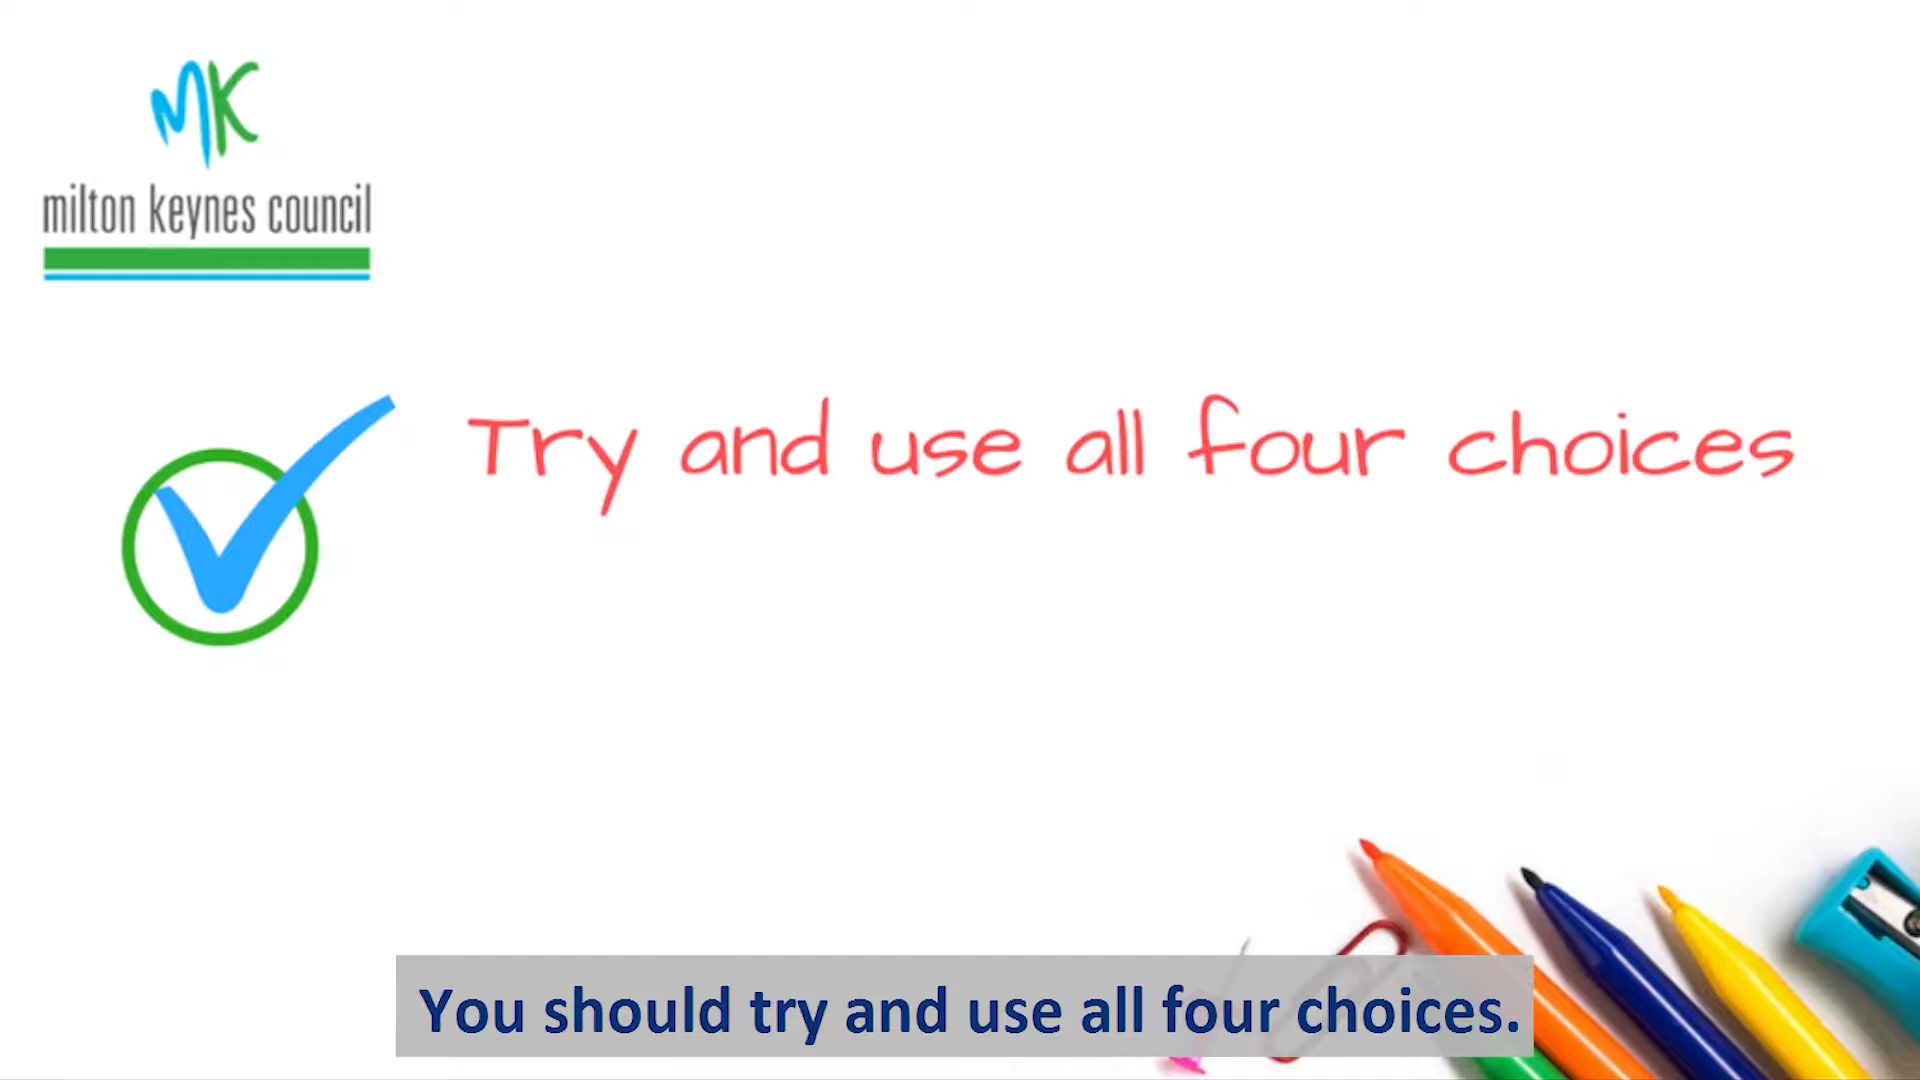 MK
milton keynes council
Try and use all four choices
You should try and use all four choices.